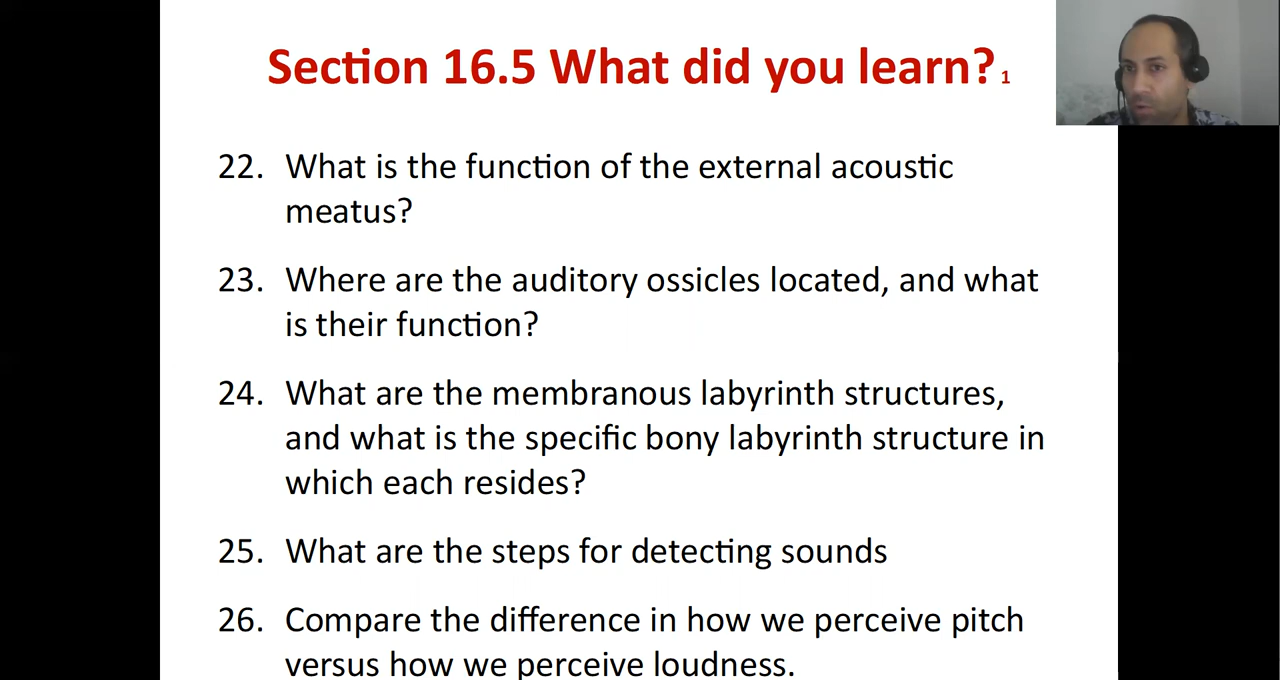 Section 16.5 What did you learn? 1
22. What is the function of the external acoustic
meatus?
23. Where are the auditory ossicles located, and what
is their function?
24. What are the membranous labyrinth structures,
and what is the specific bony labyrinth structure in
which each resides?
25. What are the steps for detecting sounds
26. Compare the difference in how we perceive pitch
versus how we perceive loudness.